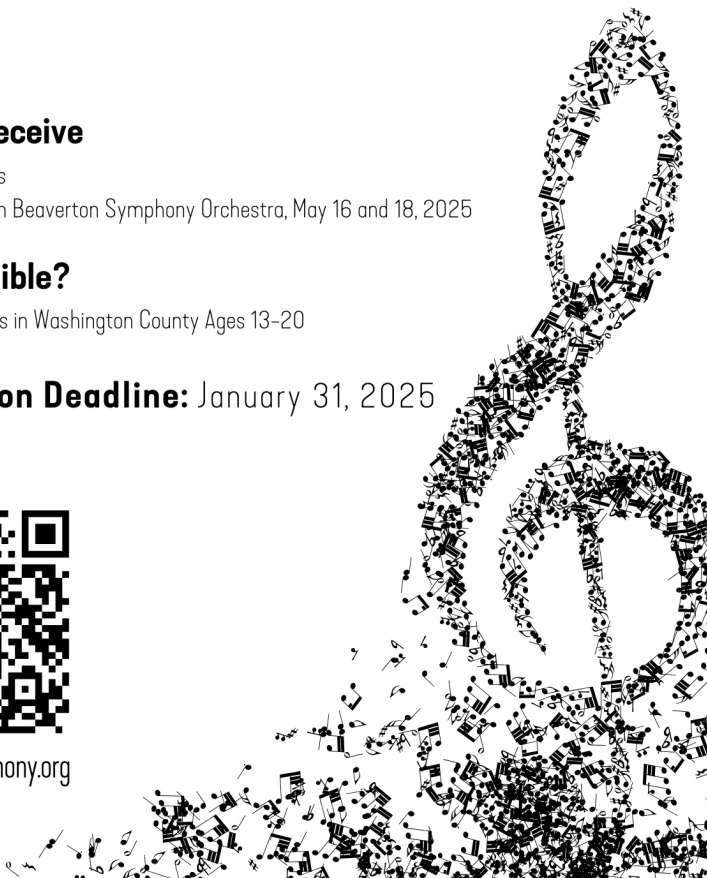 eceive
s
n Beaverton Symphony Orchestra, May 16 and 18, 2025
ible?
s in Washington County Ages 13-20
on Deadline: January 31, 2025
hony.org